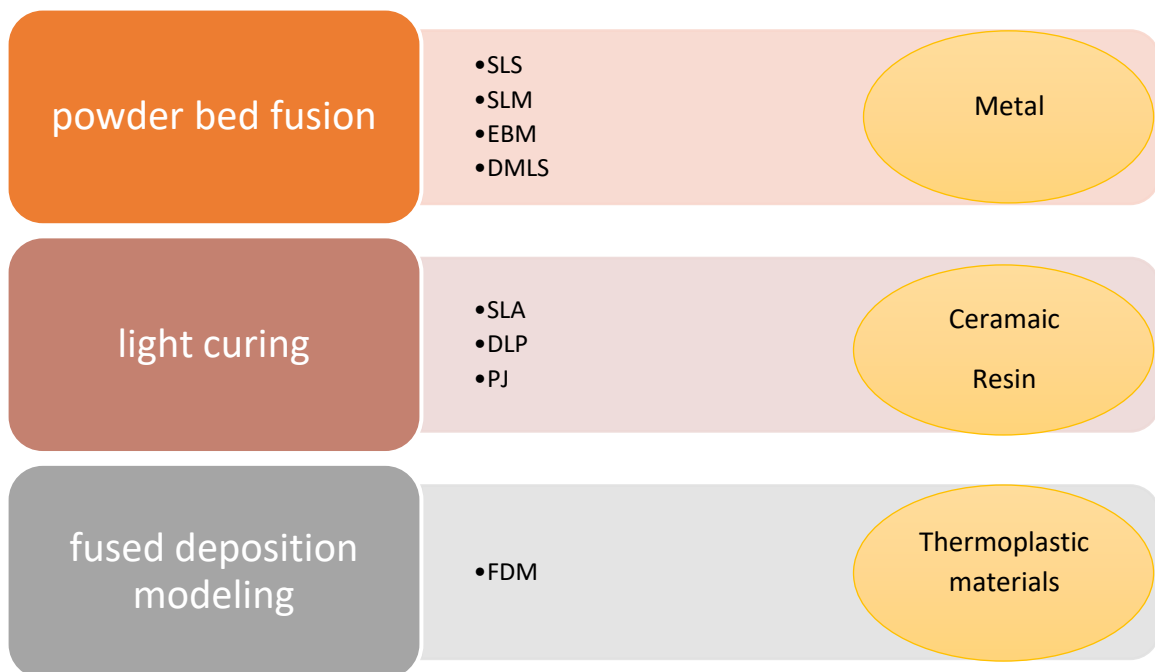 powder bed fusion
•SLS
•SLM
•EBM
•DMLS
Metal
light curing
•SLA
•DLP
•PJ
Ceramaic
Resin
fused deposition
modeling
•FDM
Thermoplastic
materials